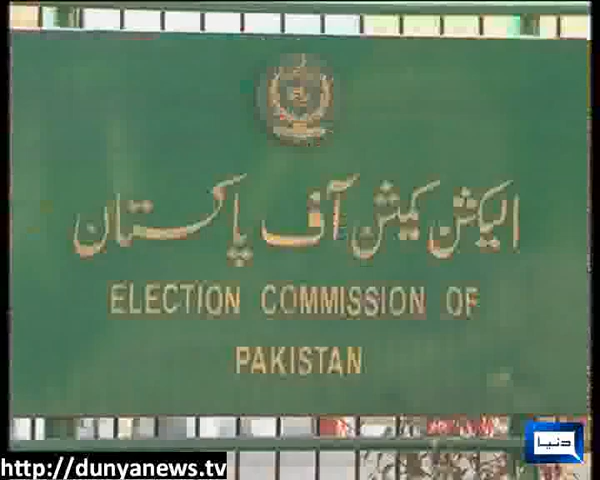 الیکشن کمیشن آف پاکستان
ELECTION COMMISSION OF
PAKISTAN
دنیا
http://dunyanews.tv